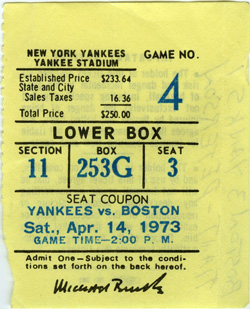 NEW YORK YANKEES GAME NO.
YANKEE STADIUM
Established Price $233.64
State and City
Sales Taxes 16.36
Total Price $250.00
4
LOWER BOX
SECTION BOX SEAT
11 253G 3
SEAT COUPON
YANKEES vs. BOSTON
Sat., Apr. 14, 1973
GAME TIME—2:00 P. M.
Admit One—Subject to the condi-
tions set forth on the back hereof.